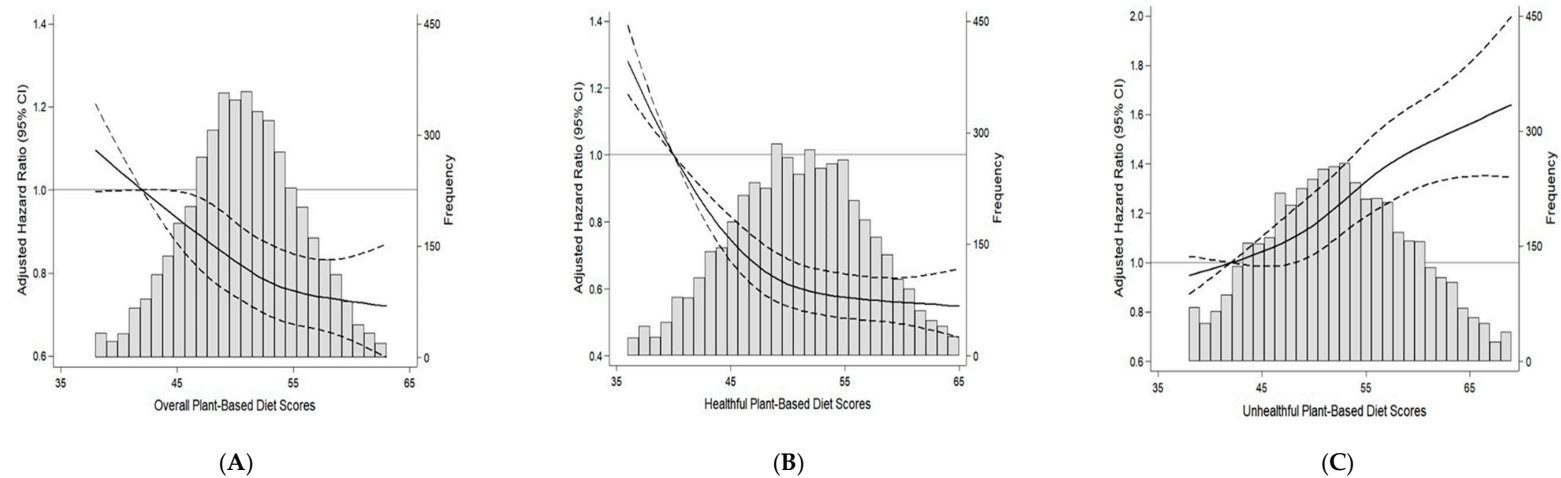 Adjusted Hazard Ratio (95% CI)
1.4
1.2
1.0
0.8
0.6
450
300
150
0
Frequency
35 45 55 65
Overall Plant-Based Diet Scores
(A)
Adjusted Hazard Ratio (95% CI)
1.4
1.2
1.0
0.8
0.6
0.4
450
300
150
0
Frequency
35 45 55 65
Healthful Plant-Based Diet Scores
(B)
Adjusted Hazard Ratio (95% CI)
2.0
1.8
1.6
1.4
1.2
1.0
0.8
0.6
450
300
150
0
Frequency
35 45 55 65
Unhealthful Plant-Based Diet Scores
(C)